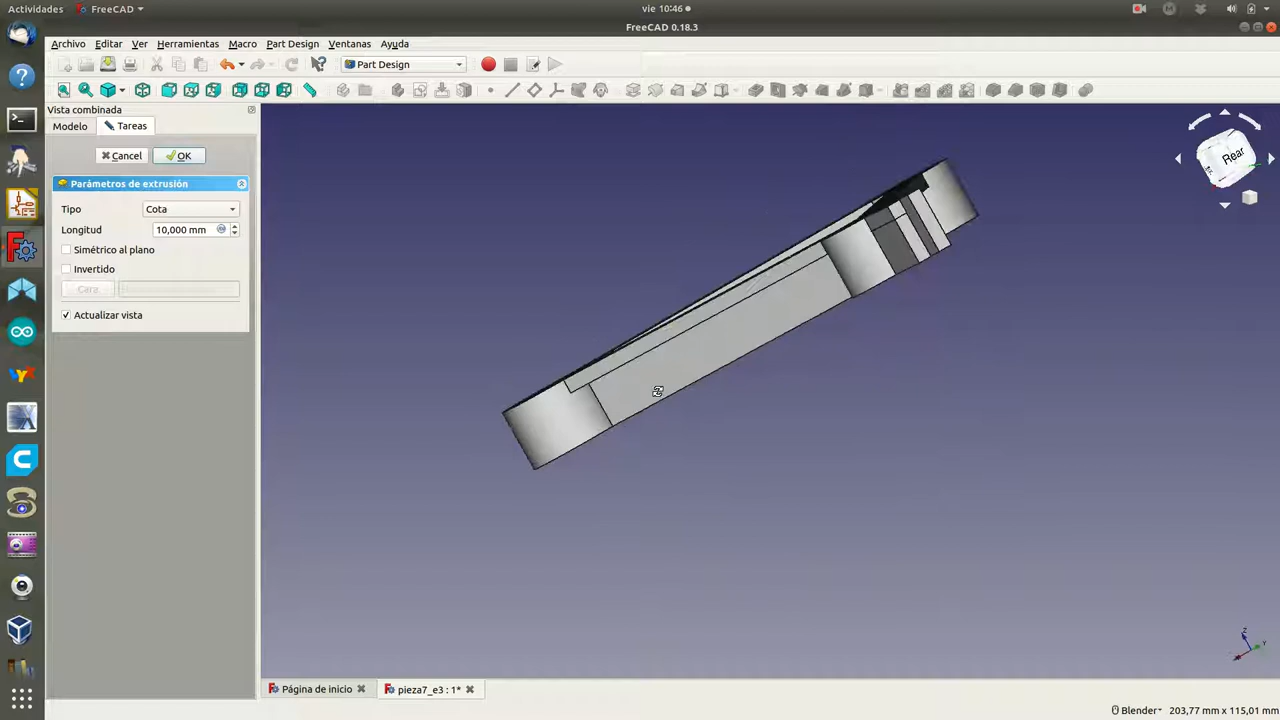 Actividades
FreeCAD
vie 10:46
FreeCAD 0.18.3
Archivo Editar Ver Herramientas Macro Part Design Ventanas Ayuda
Part Design
Vista combinada
Modelo Tareas
Cancel OK
Parámetros de extrusión
Tipo Cota
Longitud 10,000 mm
Simétrico al plano
Invertido
Cara
Actualizar vista
Rear
Página de inicio pieza7_e3 : 1*
Blender 203,77 mm x 115,01 mm